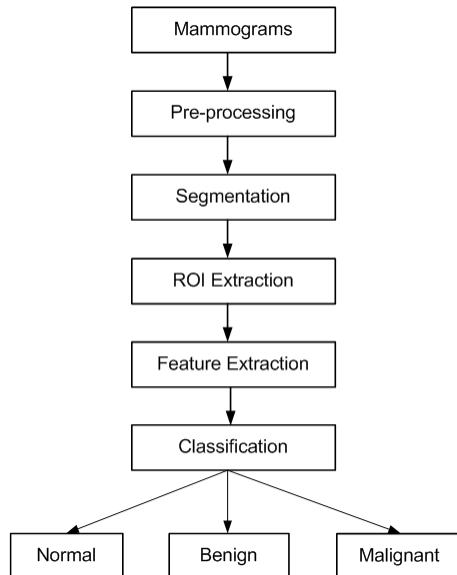 Mammograms
Pre-processing
Segmentation
ROI Extraction
Feature Extraction
Classification
Normal
Benign
Malignant